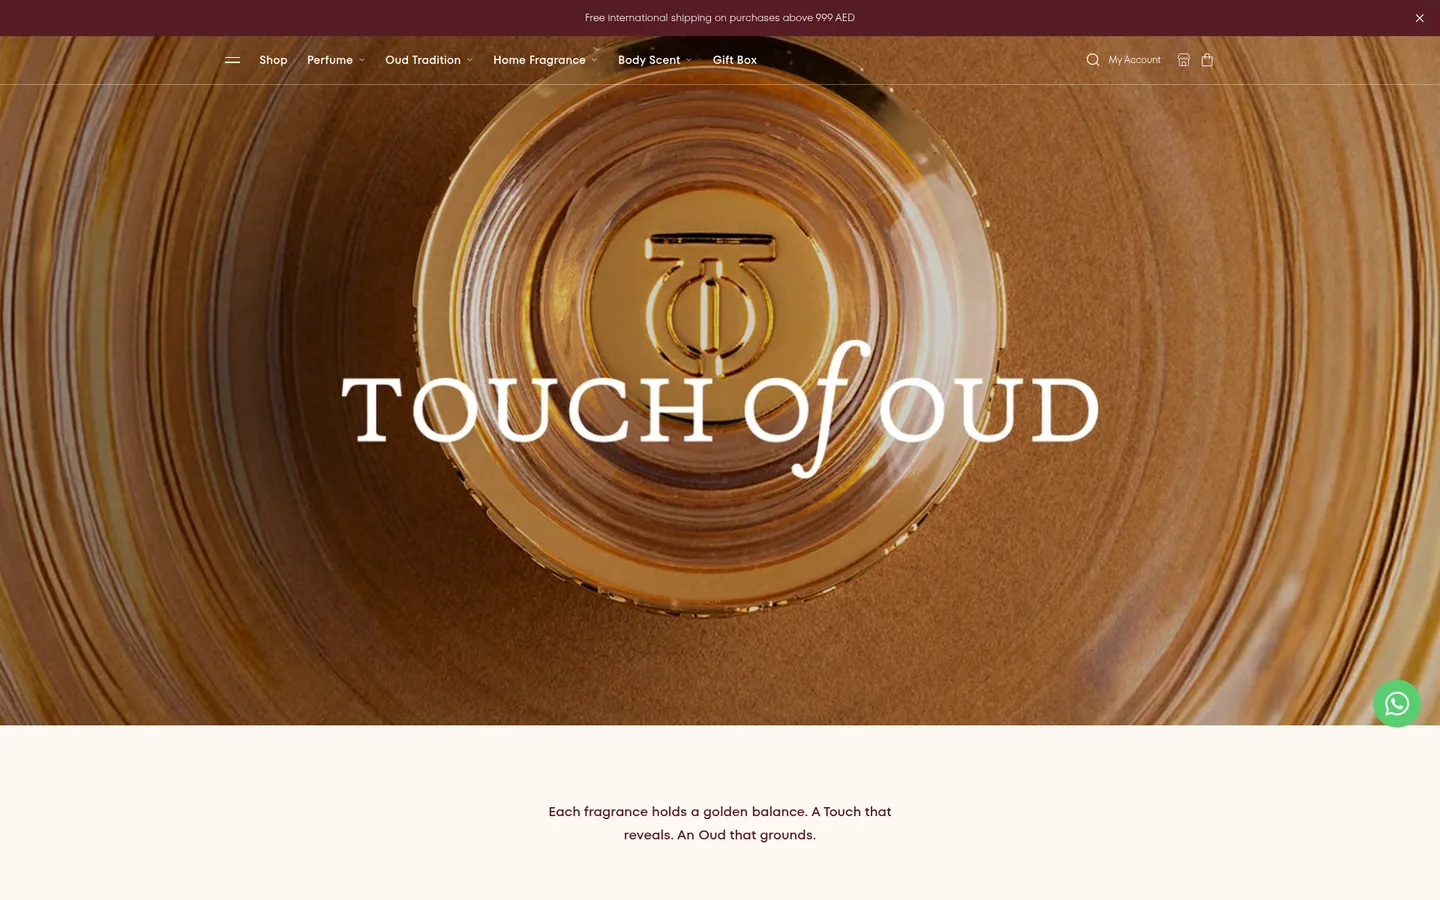 Free international shipping on purchases above 999 AED
Shop
Perfume
Oud Tradition
Home Fragrance
Body Scent
Gift Box
My Account
TOUCH of OUD
Each fragrance holds a golden balance. A Touch that
reveals. An Oud that grounds.